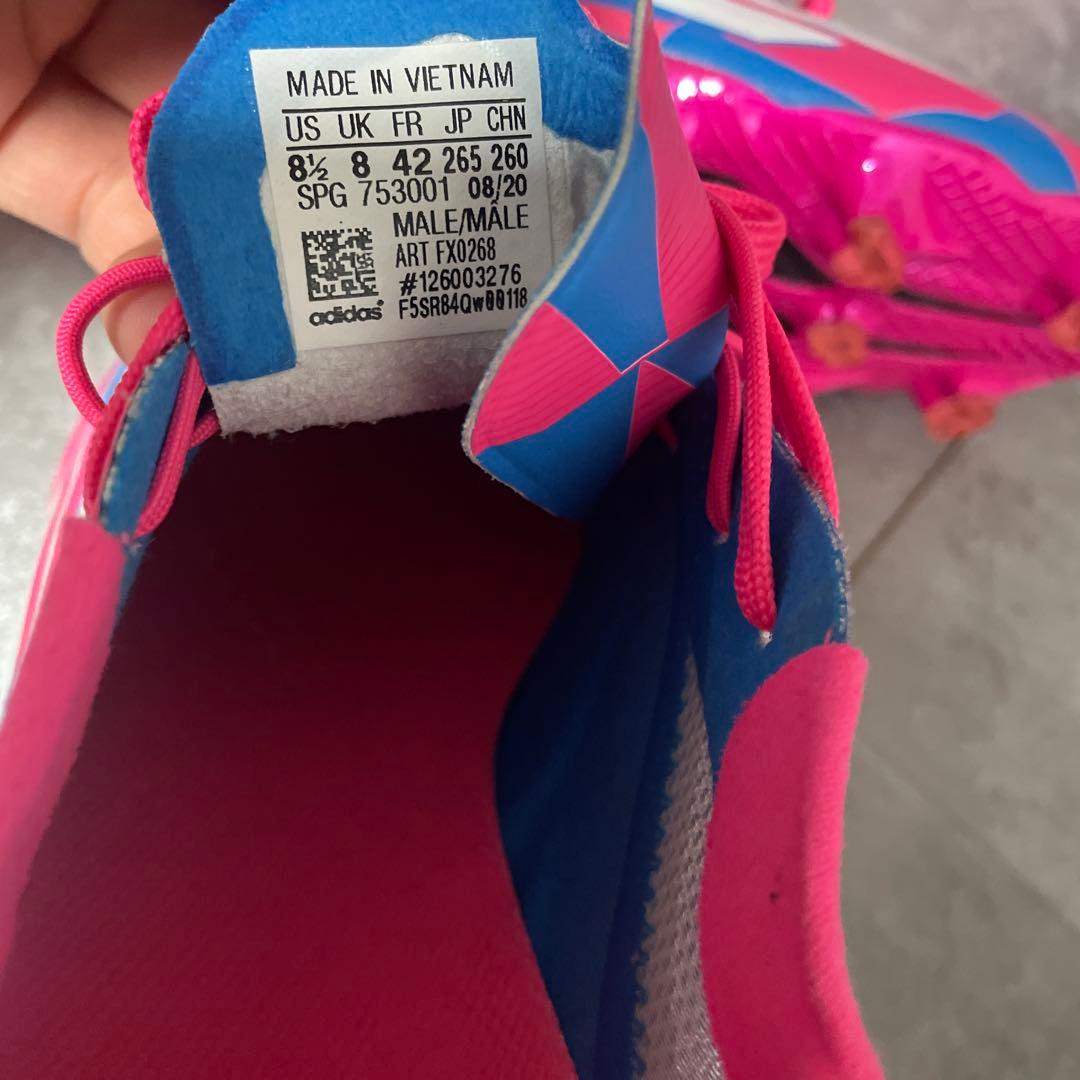 MADE IN VIETNAM
US UK FR JP CHN
8½ 8 42 265 260
SPG 753001 08/20
MALE/MÂLE
ART FX0268
#126003276
adidas® F5SR84Qw00118